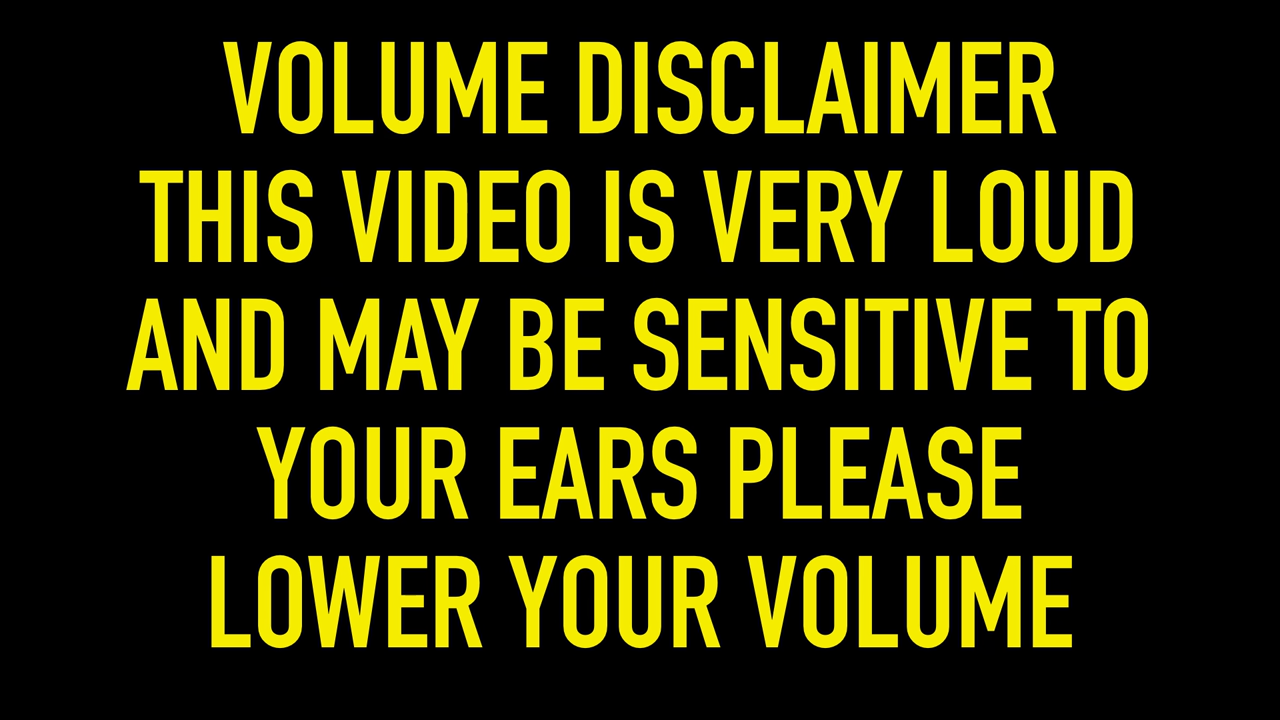 VOLUME DISCLAIMER
THIS VIDEO IS VERY LOUD
AND MAY BE SENSITIVE TO
YOUR EARS PLEASE
LOWER YOUR VOLUME